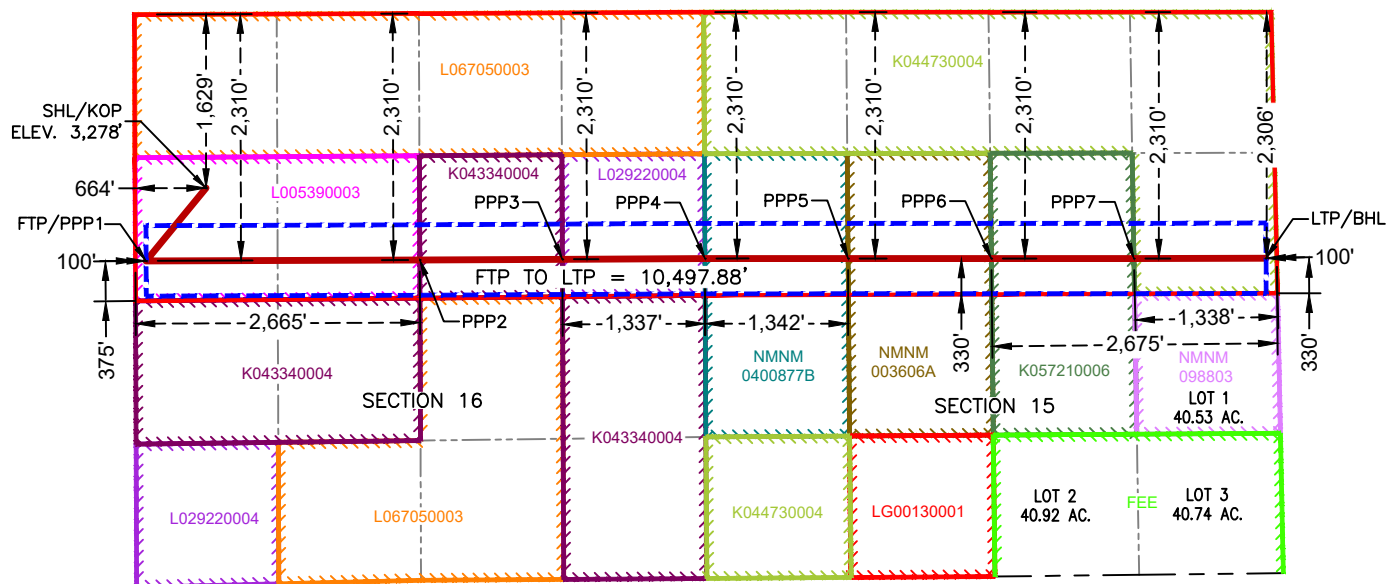 L067050003
K044730004
1,629'
2,310'
2,310'
2,310'
2,310'
2,310'
2,310'
2,306'
SHL/KOP
ELEV. 3,278'
664'
L005390003
K043340004
L029220004
PPP3
PPP4
PPP5
PPP6
PPP7
LTP/BHL
FTP/PPP1
100'
100'
FTP TO LTP = 10,497.88'
PPP2
375'
2,665'
1,337'
1,342'
330'
1,338'
2,675'
330'
K043340004
NMNM
0400877B
NMNM
003606A
K057210006
NMNM
098803
LOT 1
40.53 AC.
SECTION 16
SECTION 15
K043340004
L029220004
L067050003
K044730004
LG00130001
LOT 2
40.92 AC.
FEE
LOT 3
40.74 AC.